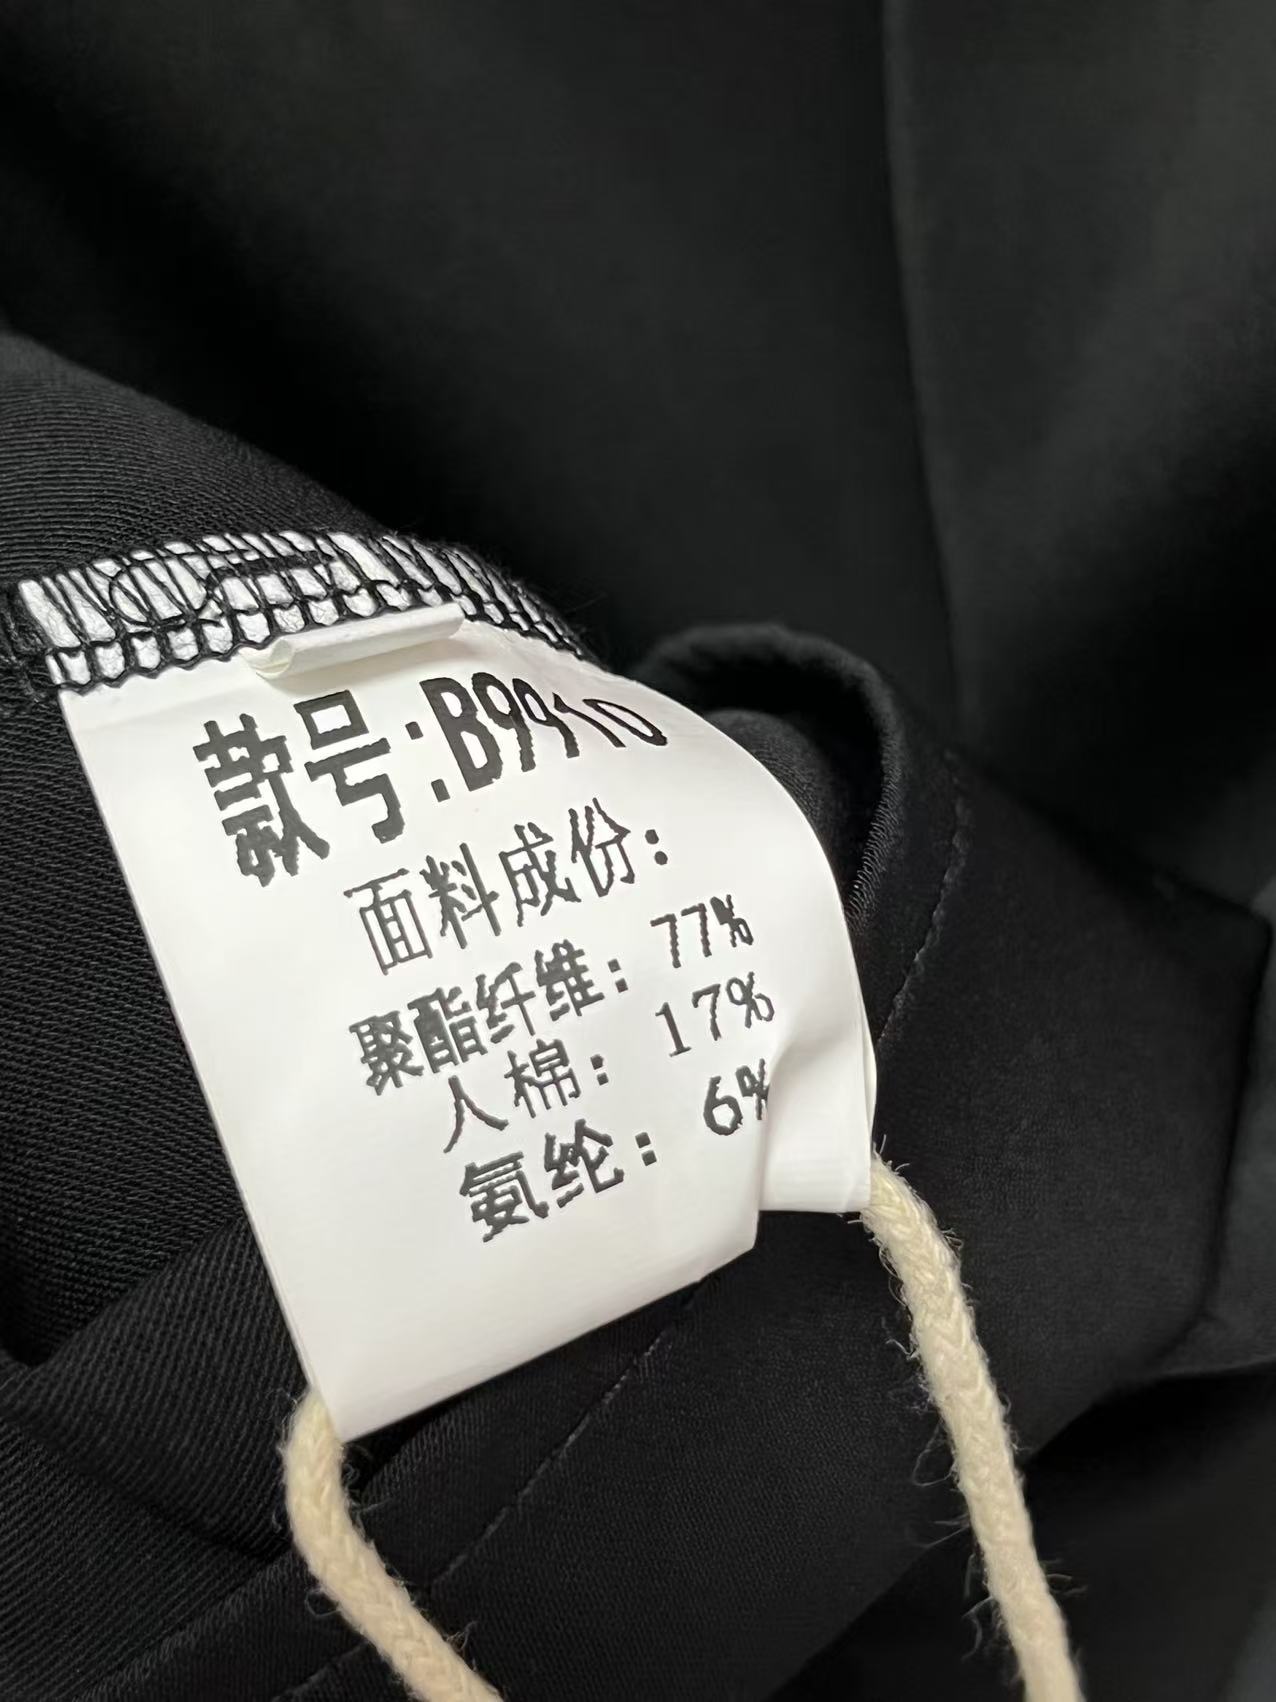 款号:B9910
面料成份:
聚酯纤维: 77%
人棉: 17%
氨纶: 6%